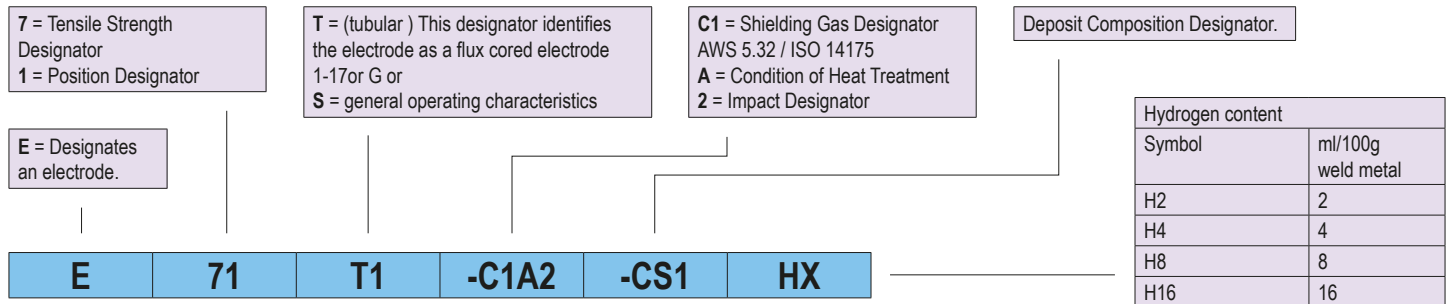 7 = Tensile Strength
Designator
1 = Position Designator
T = (tubular ) This designator identifies
the electrode as a flux cored electrode
1-17or G or
S = general operating characteristics
C1 = Shielding Gas Designator
AWS 5.32 / ISO 14175
A = Condition of Heat Treatment
2 = Impact Designator
Deposit Composition Designator.
E = Designates
an electrode.
Hydrogen content
Symbol ml/100g
weld metal
H2 2
H4 4
H8 8
H16 16
E 71 T1 -C1A2 -CS1 HX